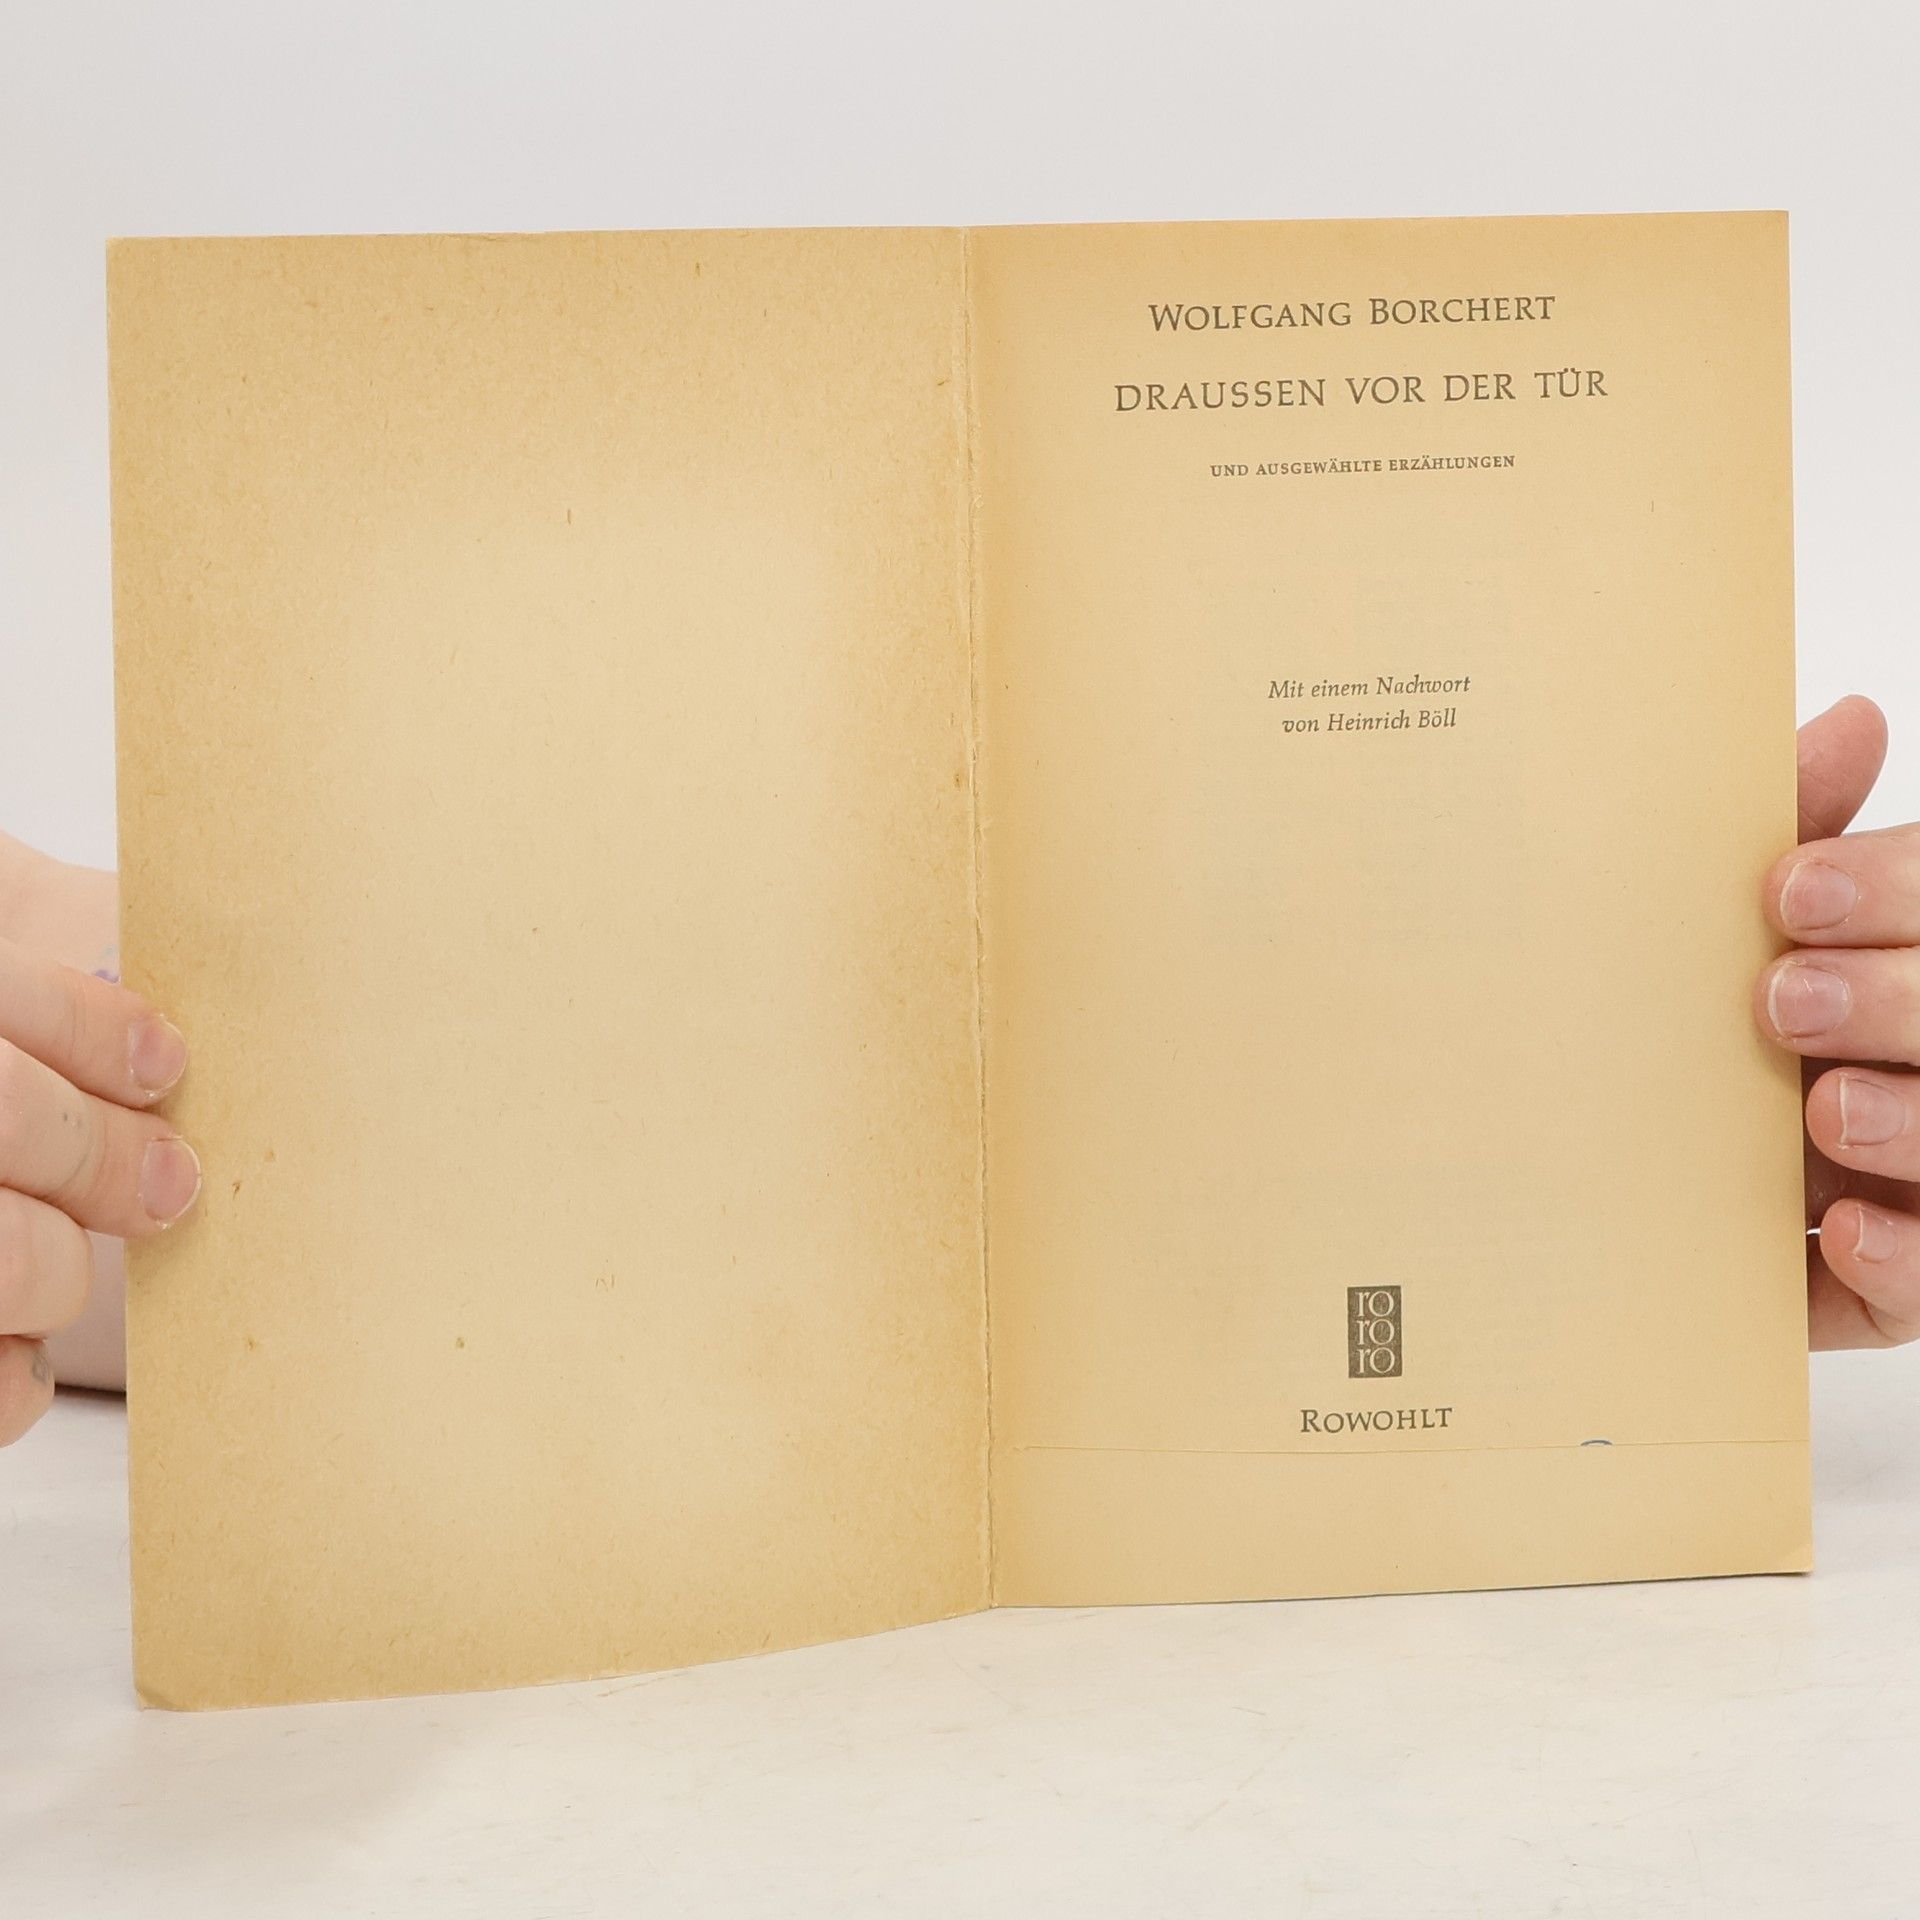 WOLFGANG BORCHERT
DRAUSSEN VOR DER TÜR
UND AUSGEWÄHLTE ERZÄHLUNGEN
Mit einem Nachwort
von Heinrich Böll
ro
ro
ro
ROWOHLT